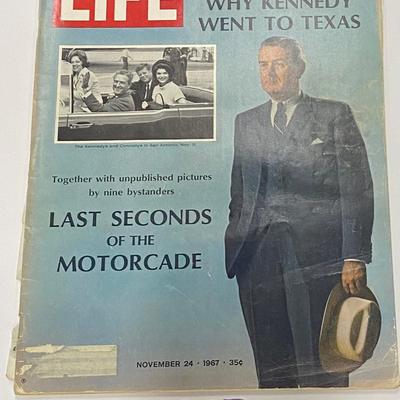 LIFE
WHY KENNEDY
WENT TO TEXAS
The Kennedys and Connallys in San Antonio, Nov. 21
Together with unpublished pictures
by nine bystanders
LAST SECONDS
OF THE
MOTORCADE
NOVEMBER 24 · 1967 · 35¢